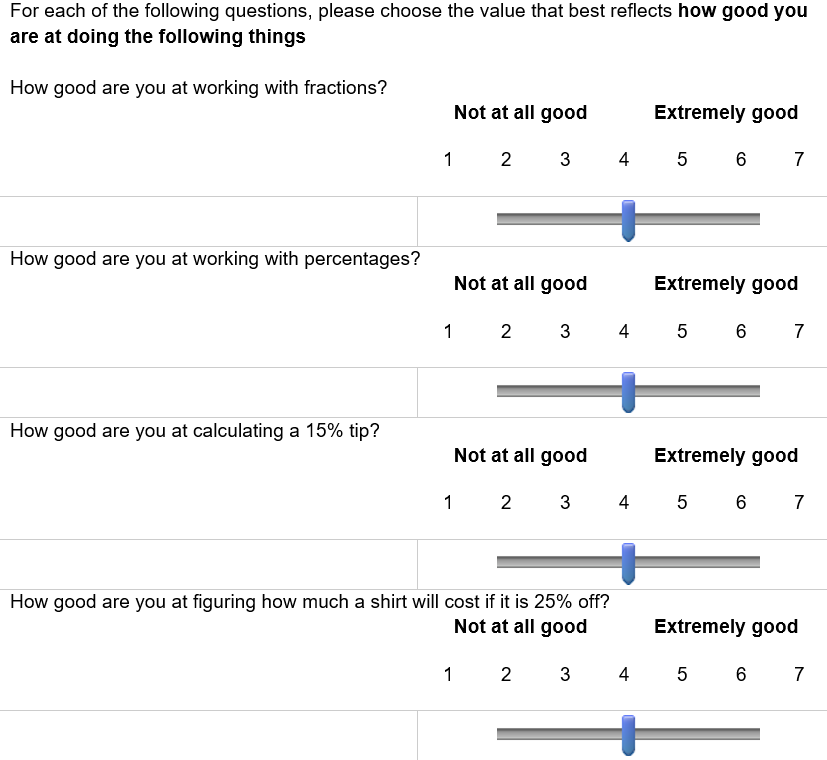 For each of the following questions, please choose the value that best reflects how good you
are at doing the following things
How good are you at working with fractions?
Not at all good Extremely good
1 2 3 4 5 6 7
How good are you at working with percentages?
Not at all good Extremely good
1 2 3 4 5 6 7
How good are you at calculating a 15% tip?
Not at all good Extremely good
1 2 3 4 5 6 7
How good are you at figuring how much a shirt will cost if it is 25% off?
Not at all good Extremely good
1 2 3 4 5 6 7